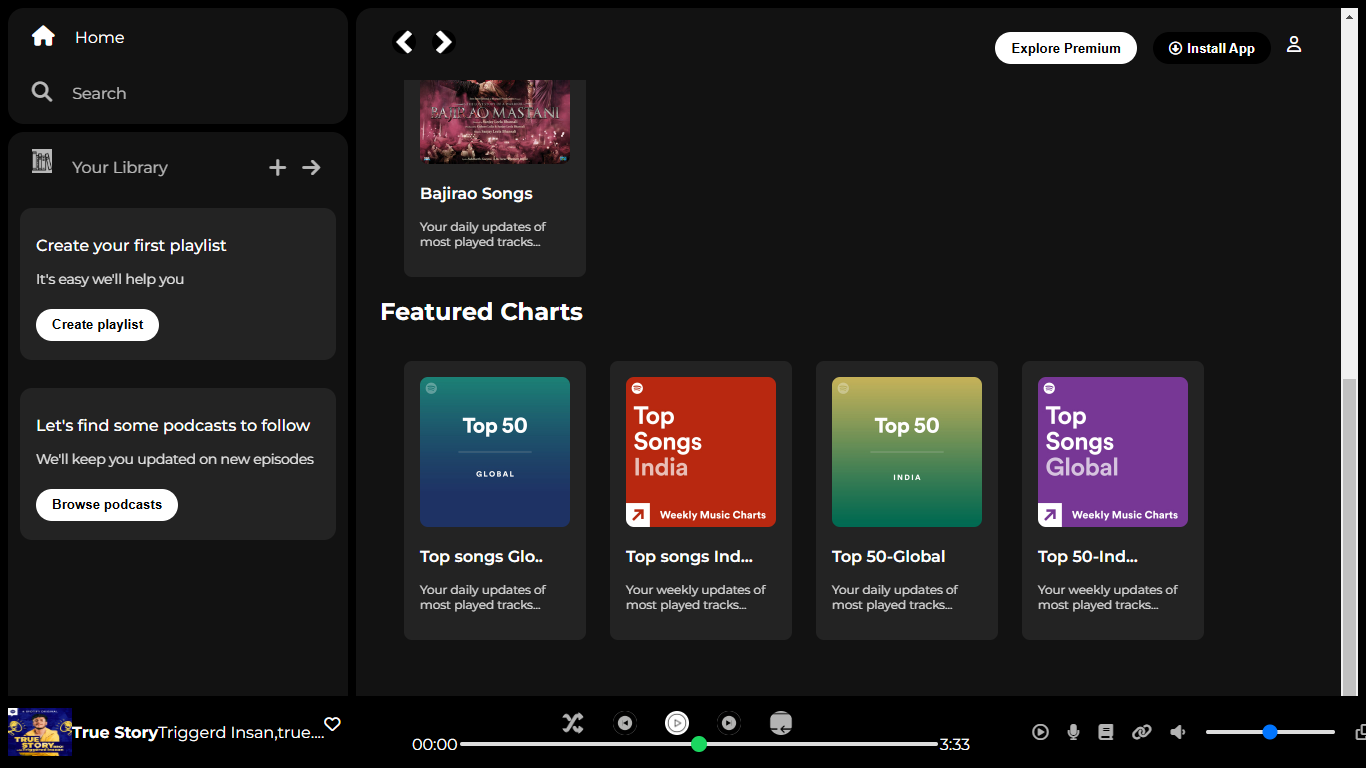 Home
Search
Your Library
Create your first playlist
It's easy we'll help you
Create playlist
Let's find some podcasts to follow
We'll keep you updated on new episodes
Browse podcasts
Explore Premium
Install App
BAJIRAO MASTANI
Bajirao Songs
Your daily updates of
most played tracks...
Featured Charts
Top 50
GLOBAL
Top songs Glo..
Your daily updates of
most played tracks...
Top
Songs
India
Weekly Music Charts
Top songs Ind...
Your weekly updates of
most played tracks...
Top 50
INDIA
Top 50-Global
Your daily updates of
most played tracks...
Top
Songs
Global
Weekly Music Charts
Top 50-Ind...
Your weekly updates of
most played tracks...
TRUE
STORY
True StoryTriggerd Insan,true....
00:00
3:33